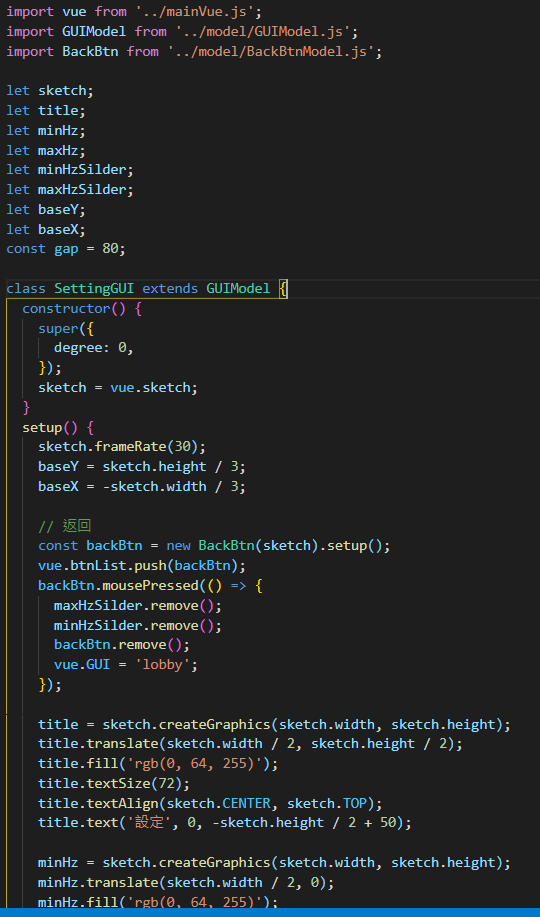 import vue from '../mainVue.js';
import GUIModel from '../model/GUIModel.js';
import BackBtn from '../model/BackBtnModel.js';

let sketch;
let title;
let minHz;
let maxHz;
let minHzSilder;
let maxHzSilder;
let baseY;
let baseX;
const gap = 80;

class SettingGUI extends GUIModel {
  constructor() {
    super({
      degree: 0,
    });
    sketch = vue.sketch;
  }
  setup() {
    sketch.frameRate(30);
    baseY = sketch.height / 3;
    baseX = -sketch.width / 3;

    // 返回
    const backBtn = new BackBtn(sketch).setup();
    vue.btnList.push(backBtn);
    backBtn.mousePressed(() => {
      maxHzSilder.remove();
      minHzSilder.remove();
      backBtn.remove();
      vue.GUI = 'lobby';
    });

    title = sketch.createGraphics(sketch.width, sketch.height);
    title.translate(sketch.width / 2, sketch.height / 2);
    title.fill('rgb(0, 64, 255)');
    title.textSize(72);
    title.textAlign(sketch.CENTER, sketch.TOP);
    title.text('設定', 0, -sketch.height / 2 + 50);

    minHz = sketch.createGraphics(sketch.width, sketch.height);
    minHz.translate(sketch.width / 2, 0);
    minHz.fill('rgb(0, 64, 255)');